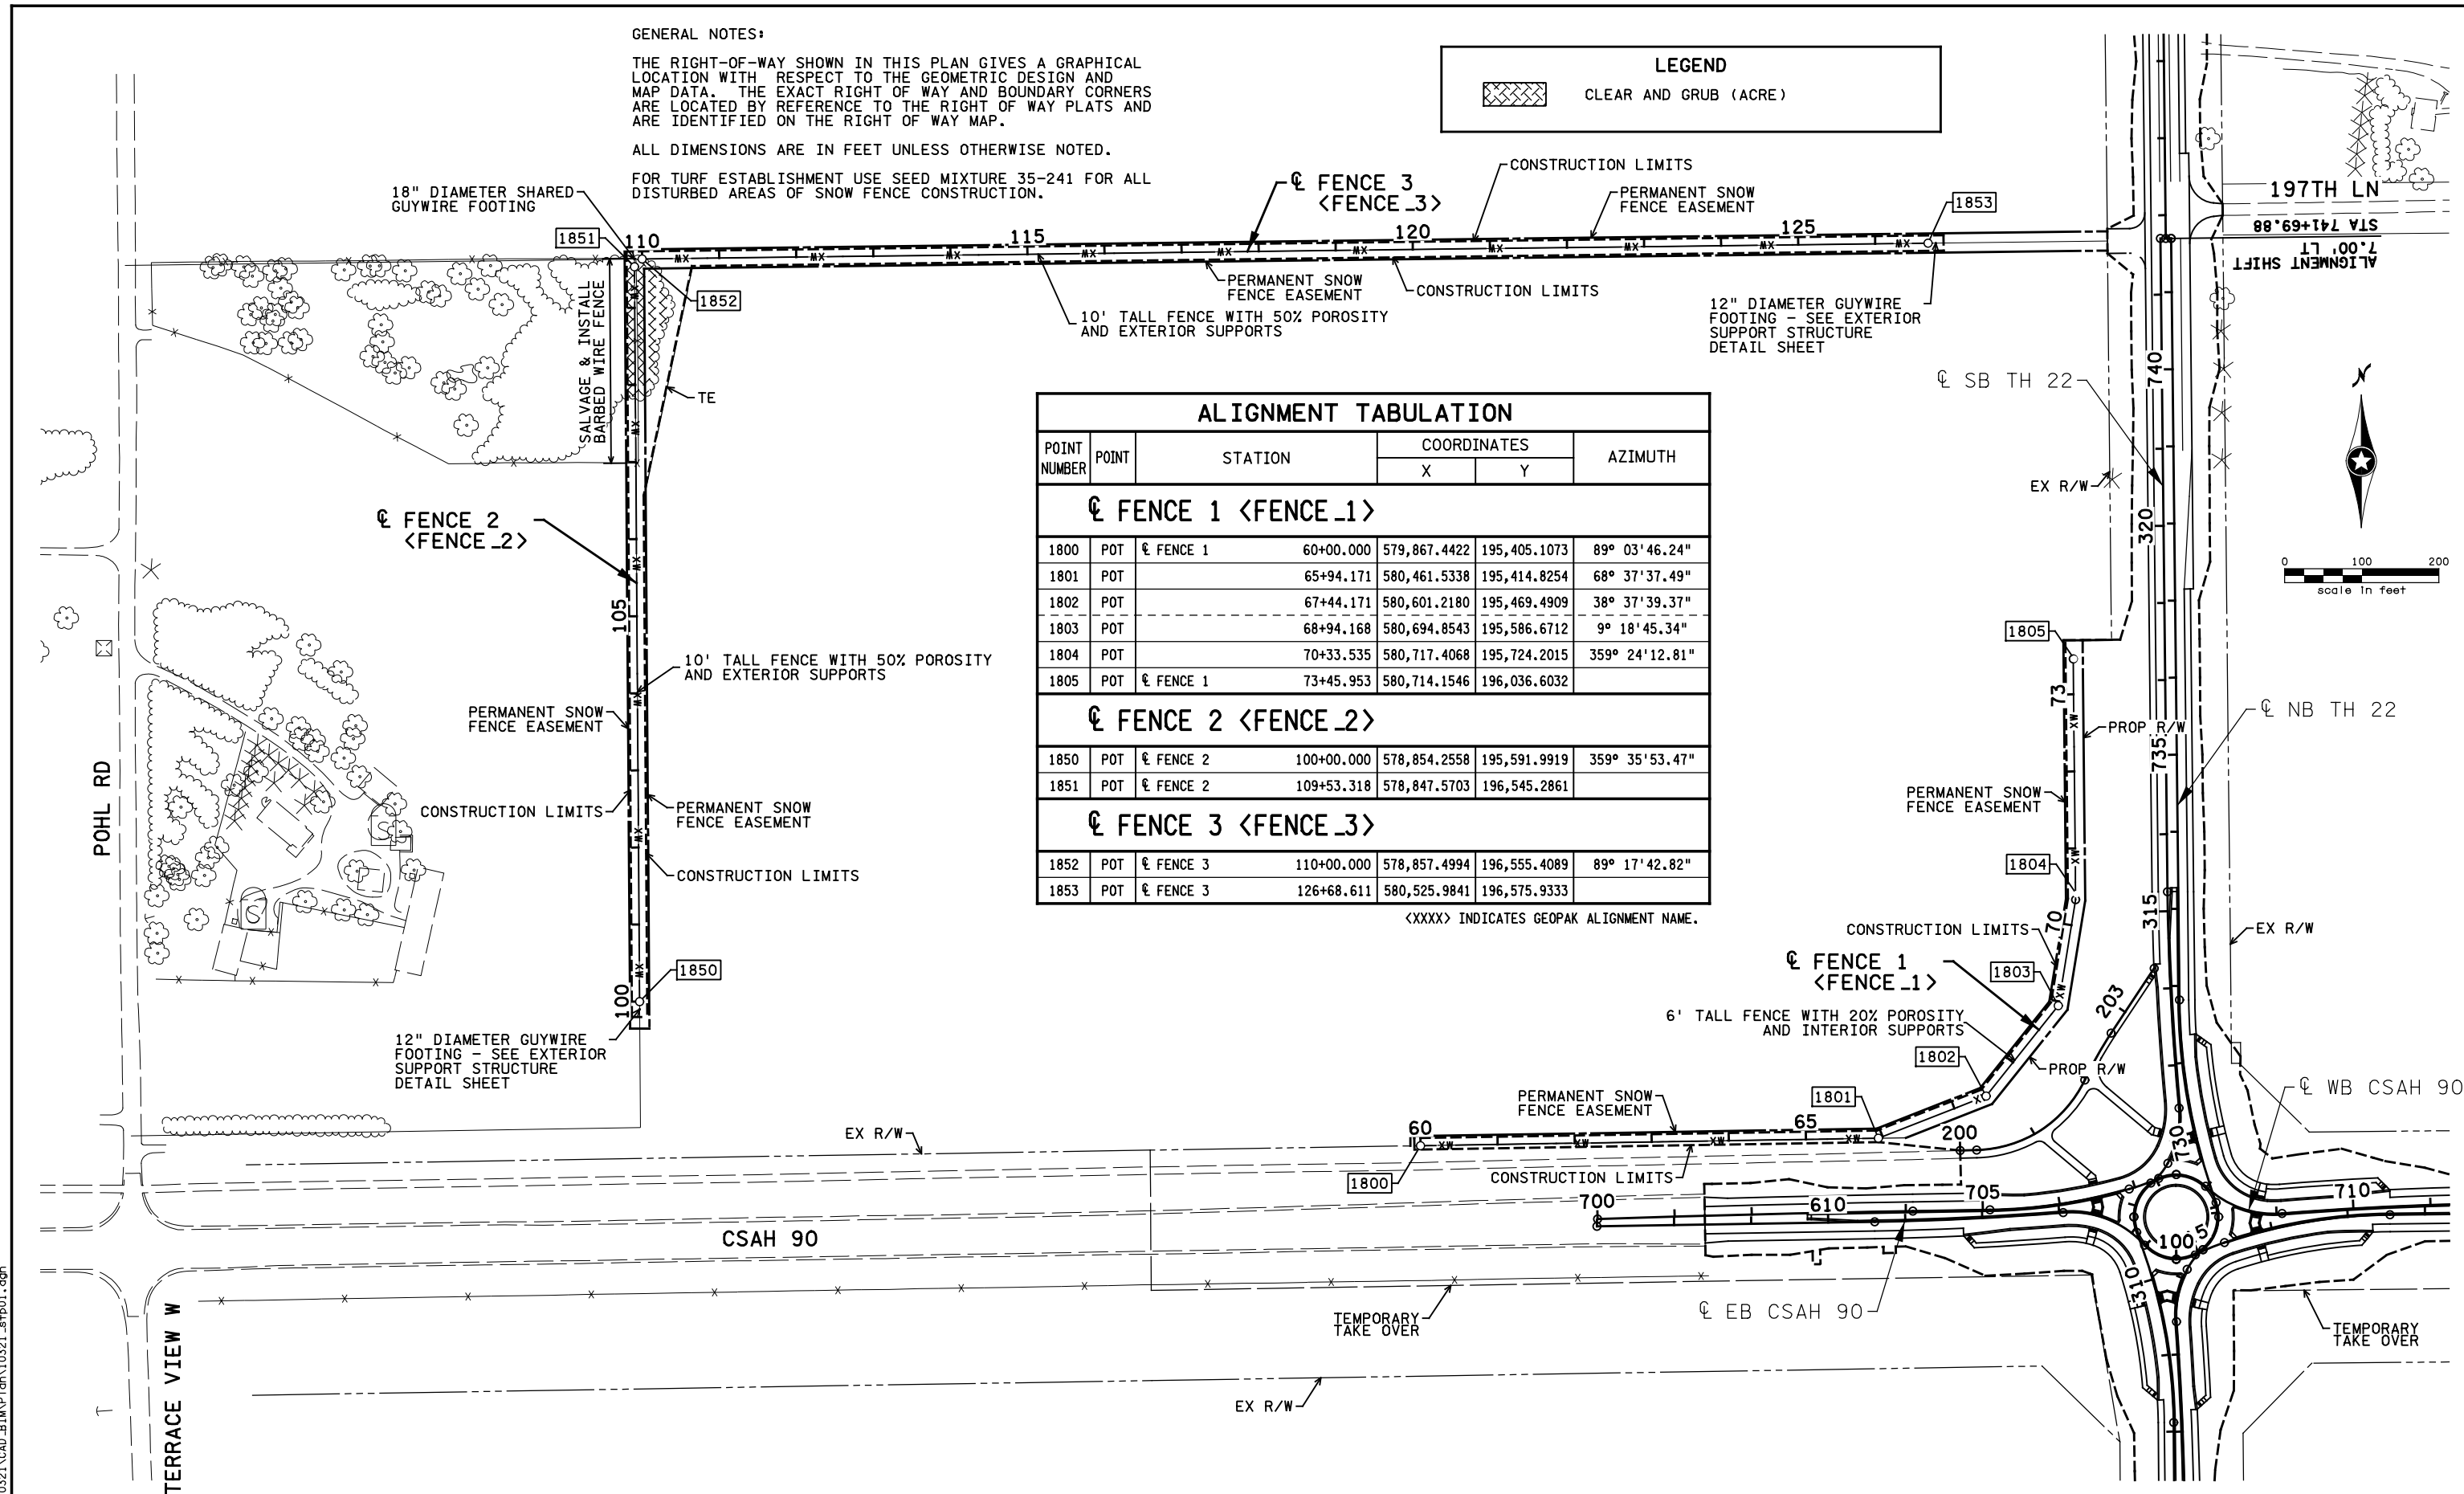 GENERAL NOTES:
THE RIGHT-OF-WAY SHOWN IN THIS PLAN GIVES A GRAPHICAL
LOCATION WITH RESPECT TO THE GEOMETRIC DESIGN AND
MAP DATA. THE EXACT RIGHT OF WAY AND BOUNDARY CORNERS
ARE LOCATED BY REFERENCE TO THE RIGHT OF WAY PLATS AND
ARE IDENTIFIED ON THE RIGHT OF WAY MAP.
ALL DIMENSIONS ARE IN FEET UNLESS OTHERWISE NOTED.
FOR TURF ESTABLISHMENT USE SEED MIXTURE 35-241 FOR ALL
DISTURBED AREAS OF SNOW FENCE CONSTRUCTION.
LEGEND
CLEAR AND GRUB (ACRE)
18" DIAMETER SHARED
GUYWIRE FOOTING
℄ FENCE 3
<FENCE_3>
CONSTRUCTION LIMITS
PERMANENT SNOW
FENCE EASEMENT
1853
1851
110
115
120
125
1852
PERMANENT SNOW
FENCE EASEMENT
CONSTRUCTION LIMITS
10' TALL FENCE WITH 50% POROSITY
AND EXTERIOR SUPPORTS
12" DIAMETER GUYWIRE
FOOTING - SEE EXTERIOR
SUPPORT STRUCTURE
DETAIL SHEET
197TH LN
STA 741+69.88
7.00' LT
ALIGNMENT SHIFT
SALVAGE & INSTALL
BARBED WIRE FENCE
TE
℄ SB TH 22
740
EX R/W
320
0 100 200
scale in feet
℄ FENCE 2
<FENCE_2>
105
10' TALL FENCE WITH 50% POROSITY
AND EXTERIOR SUPPORTS
PERMANENT SNOW
FENCE EASEMENT
CONSTRUCTION LIMITS
PERMANENT SNOW
FENCE EASEMENT
CONSTRUCTION LIMITS
POHL RD
1850
100
12" DIAMETER GUYWIRE
FOOTING - SEE EXTERIOR
SUPPORT STRUCTURE
DETAIL SHEET
ALIGNMENT TABULATION
POINT NUMBER POINT STATION COORDINATES X Y AZIMUTH
℄ FENCE 1 <FENCE_1>
1800 POT ℄ FENCE 1 60+00.000 579,867.4422 195,405.1073 89° 03'46.24"
1801 POT 65+94.171 580,461.5338 195,414.8254 68° 37'37.49"
1802 POT 67+44.171 580,601.2180 195,469.4909 38° 37'39.37"
1803 POT 68+94.168 580,694.8543 195,586.6712 9° 18'45.34"
1804 POT 70+33.535 580,717.4068 195,724.2015 359° 24'12.81"
1805 POT ℄ FENCE 1 73+45.953 580,714.1546 196,036.6032
℄ FENCE 2 <FENCE_2>
1850 POT ℄ FENCE 2 100+00.000 578,854.2558 195,591.9919 359° 35'53.47"
1851 POT ℄ FENCE 2 109+53.318 578,847.5703 196,545.2861
℄ FENCE 3 <FENCE_3>
1852 POT ℄ FENCE 3 110+00.000 578,857.4994 196,555.4089 89° 17'42.82"
1853 POT ℄ FENCE 3 126+68.611 580,525.9841 196,575.9333
<XXXX> INDICATES GEOPAK ALIGNMENT NAME.
1805
73
PROP R/W
735
℄ NB TH 22
PERMANENT SNOW
FENCE EASEMENT
1804
70
315
CONSTRUCTION LIMITS
EX R/W
℄ FENCE 1
<FENCE_1>
1803
203
6' TALL FENCE WITH 20% POROSITY
AND INTERIOR SUPPORTS
1802
PROP R/W
℄ WB CSAH 90
PERMANENT SNOW
FENCE EASEMENT
1801
60
65
200
730
EX R/W
1800
CONSTRUCTION LIMITS
700
610
705
710
CSAH 90
100
5
310
TEMPORARY
TAKE OVER
℄ EB CSAH 90
TEMPORARY
TAKE OVER
EX R/W
TERRACE VIEW W